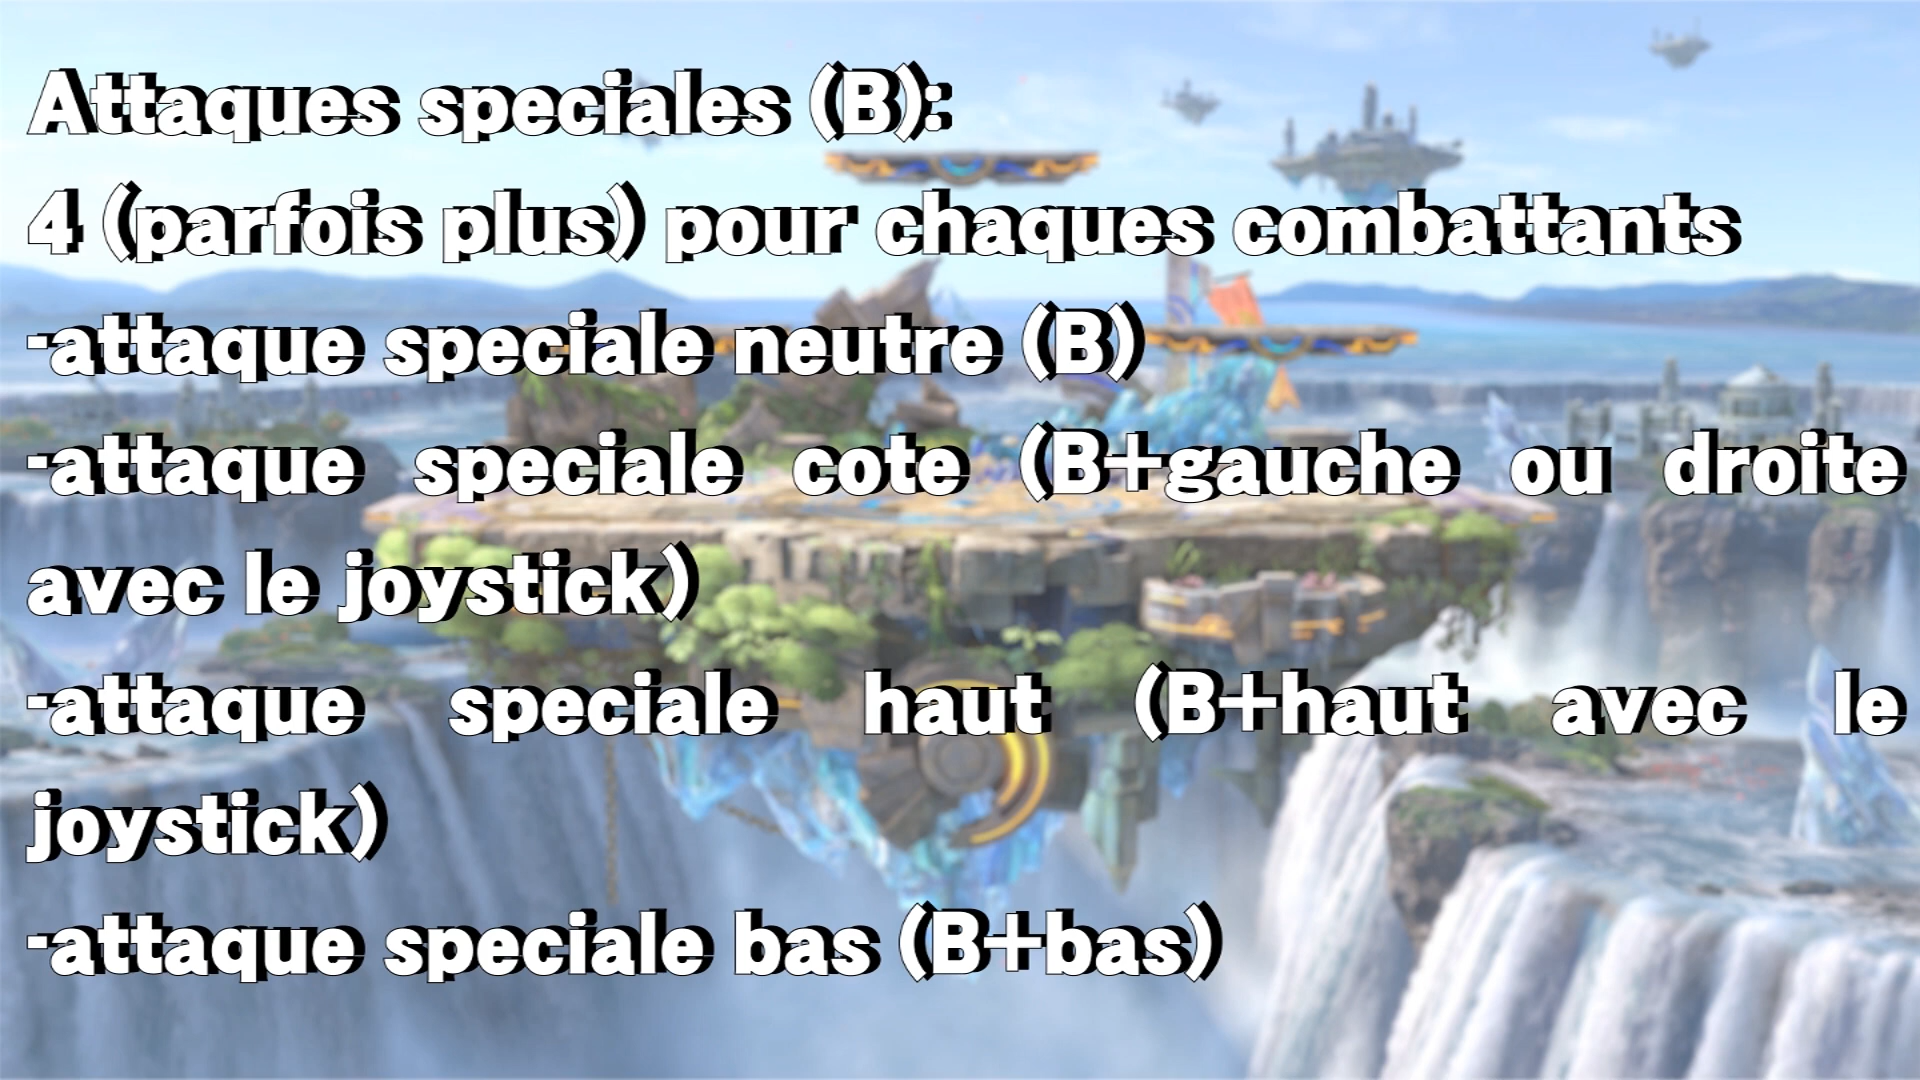 Attaques speciales (B):
4 (parfois plus) pour chaques combattants
-attaque speciale neutre (B)
-attaque speciale cote (B+gauche ou droite
avec le joystick)
-attaque speciale haut (B+haut avec le
joystick)
-attaque speciale bas (B+bas)